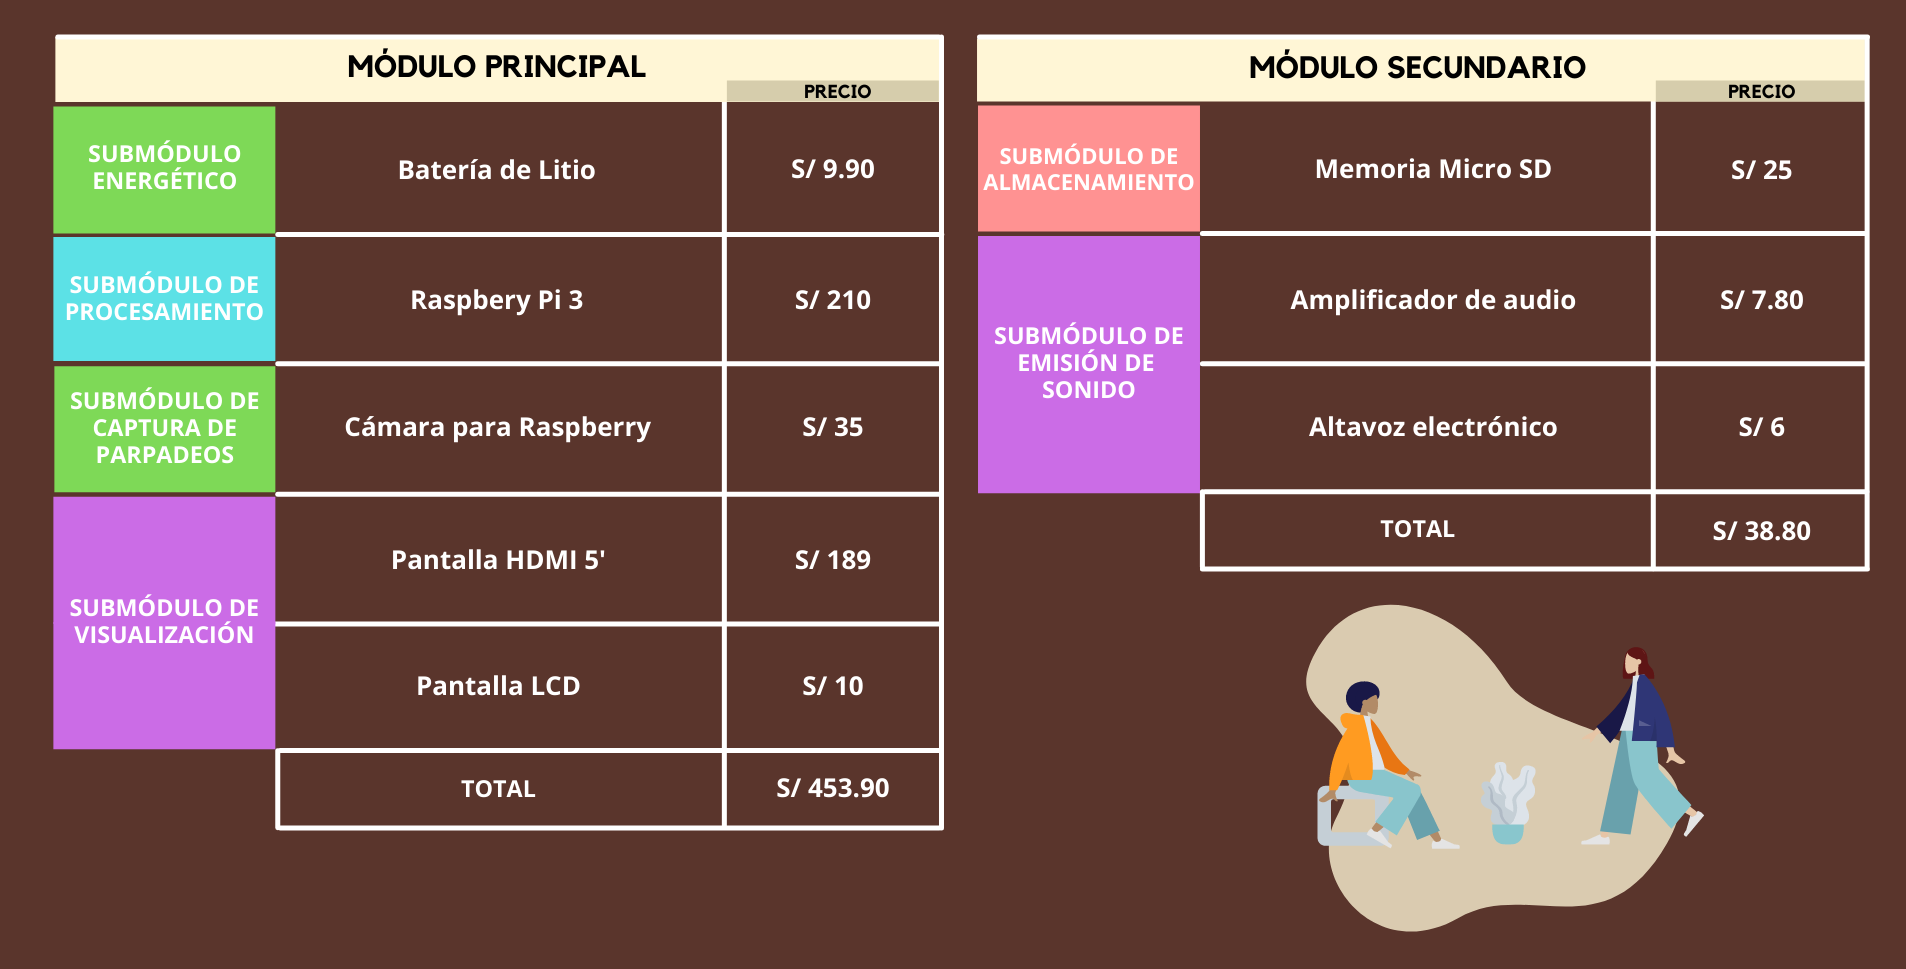 MÓDULO PRINCIPAL
PRECIO
SUBMÓDULO
ENERGÉTICO
Batería de Litio
S/ 9.90
SUBMÓDULO DE
PROCESAMIENTO
Raspbery Pi 3
S/ 210
SUBMÓDULO DE
CAPTURA DE
PARPADEOS
Cámara para Raspberry
S/ 35
SUBMÓDULO DE
VISUALIZACIÓN
Pantalla HDMI 5'
S/ 189
Pantalla LCD
S/ 10
TOTAL
S/ 453.90
MÓDULO SECUNDARIO
PRECIO
SUBMÓDULO DE
ALMACENAMIENTO
Memoria Micro SD
S/ 25
SUBMÓDULO DE
EMISIÓN DE
SONIDO
Amplificador de audio
S/ 7.80
Altavoz electrónico
S/ 6
TOTAL
S/ 38.80